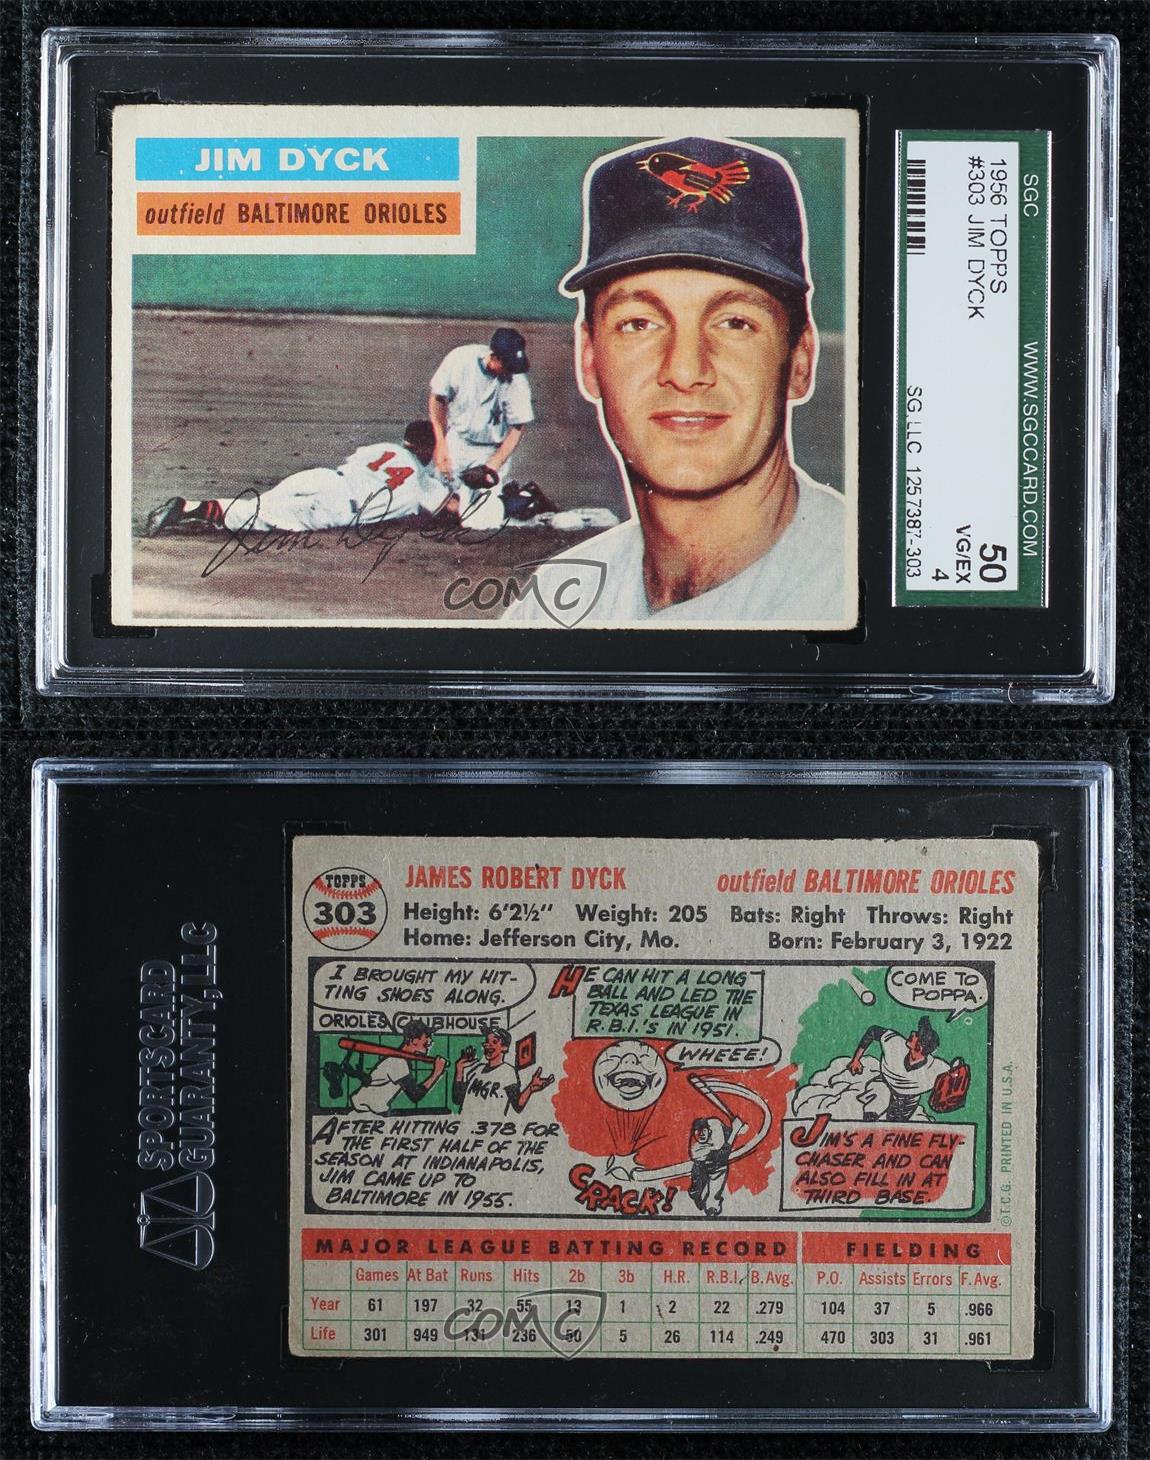 JIM DYCK
outfield BALTIMORE ORIOLES
14
Jim Dyck
COMC
SGC WWW.SGCCARD.COM
1956 TOPPS
#303 JIM DYCK
50
VG/EX
4
SG LLC 1257387-303
SPORTSCARD
GUARANTY, LLC
TOPPS
303
JAMES ROBERT DYCK outfield BALTIMORE ORIOLES
Height: 6'2½" Weight: 205 Bats: Right Throws: Right
Home: Jefferson City, Mo. Born: February 3, 1922
I BROUGHT MY HIT-
TING SHOES ALONG.
ORIOLES CLUBHOUSE
MGR.
AFTER HITTING .378 FOR
THE FIRST HALF OF THE
SEASON AT INDIANAPOLIS,
JIM CAME UP TO
BALTIMORE IN 1955.
HE CAN HIT A LONG
BALL AND LED THE
TEXAS LEAGUE IN
R.B.I.'S IN 1951.
WHEEE!
CRACK!
COME TO
POPPA.
JIM'S A FINE FLY-
CHASER AND CAN
ALSO FILL IN AT
THIRD BASE.
©T.C.G. PRINTED IN U.S.A.
MAJOR LEAGUE BATTING RECORD FIELDING
Games At Bat Runs Hits 2b 3b H.R. R.B.I. B.Avg. P.O. Assists Errors F.Avg.
Year 61 197 32 55 13 1 2 22 .279 104 37 5 .966
Life 301 949 131 236 50 5 26 114 .249 470 303 31 .961
COMC